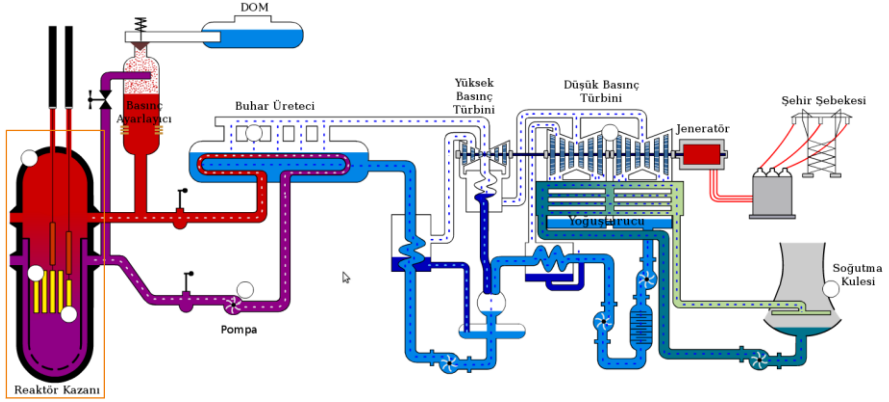 DOM
Basınç
Ayarlayıcı
Buhar Üreteci
Yüksek
Basınç
Türbini
Düşük Basınç
Türbini
Jeneratör
Şehir Şebekesi
Yoğuşturucu
Soğutma
Kulesi
Pompa
Reaktör Kazanı